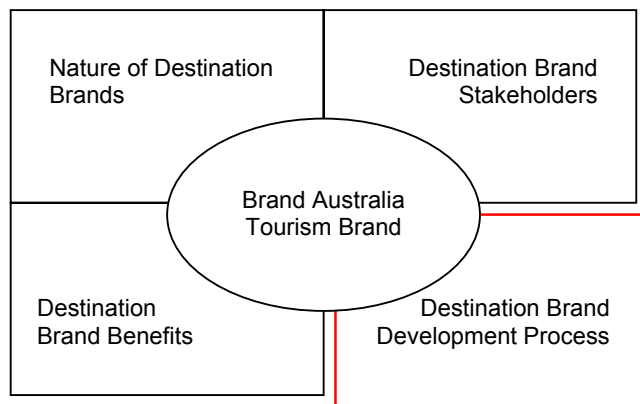 Nature of Destination
Brands
Destination Brand
Stakeholders
Brand Australia
Tourism Brand
Destination
Brand Benefits
Destination Brand
Development Process